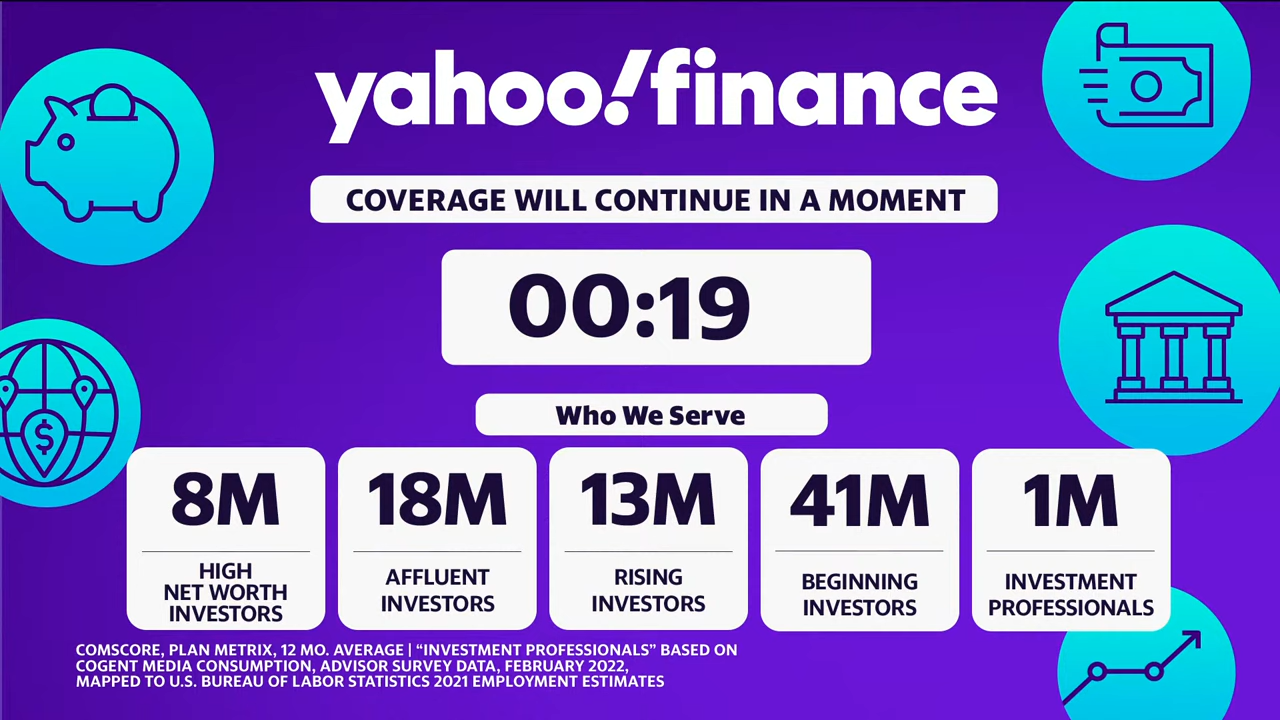 yahoo!finance
COVERAGE WILL CONTINUE IN A MOMENT
00:19
Who We Serve
8M
HIGH
NET WORTH
INVESTORS
18M
AFFLUENT
INVESTORS
13M
RISING
INVESTORS
41M
BEGINNING
INVESTORS
1M
INVESTMENT
PROFESSIONALS
$
COMSCORE, PLAN METRIX, 12 MO. AVERAGE | “INVESTMENT PROFESSIONALS” BASED ON
COGENT MEDIA CONSUMPTION, ADVISOR SURVEY DATA, FEBRUARY 2022,
MAPPED TO U.S. BUREAU OF LABOR STATISTICS 2021 EMPLOYMENT ESTIMATES